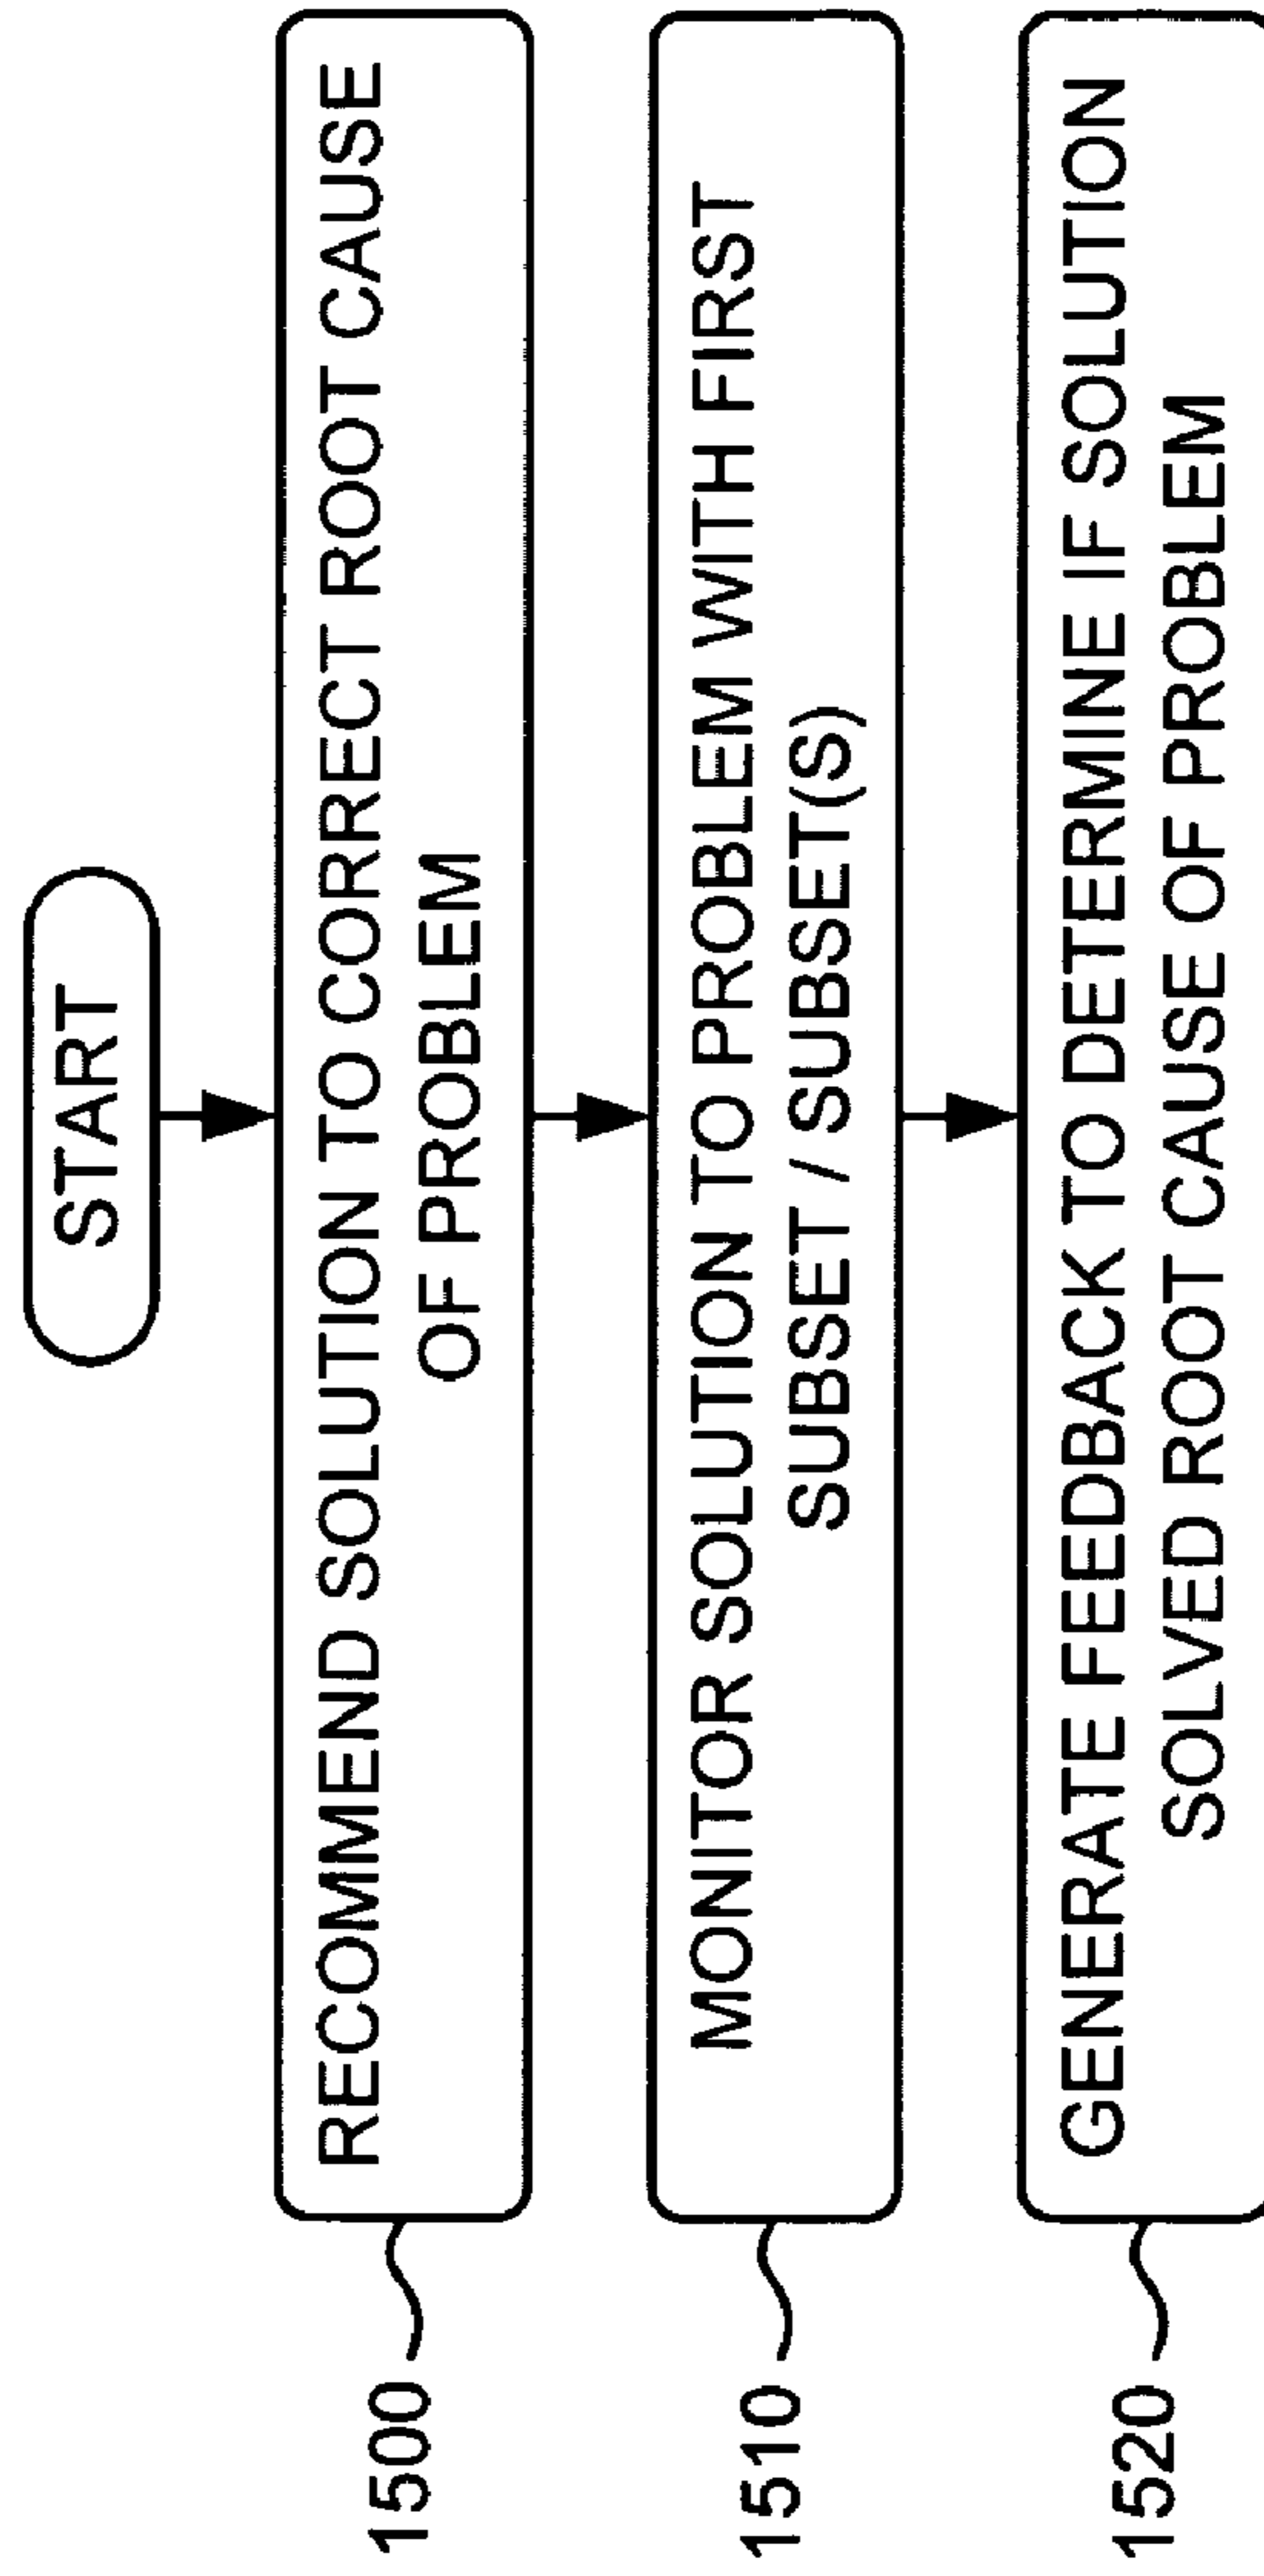 START
RECOMMEND SOLUTION TO CORRECT ROOT CAUSE
OF PROBLEM
1500
MONITOR SOLUTION TO PROBLEM WITH FIRST
SUBSET / SUBSET(S)
1510
GENERATE FEEDBACK TO DETERMINE IF SOLUTION
SOLVED ROOT CAUSE OF PROBLEM
1520